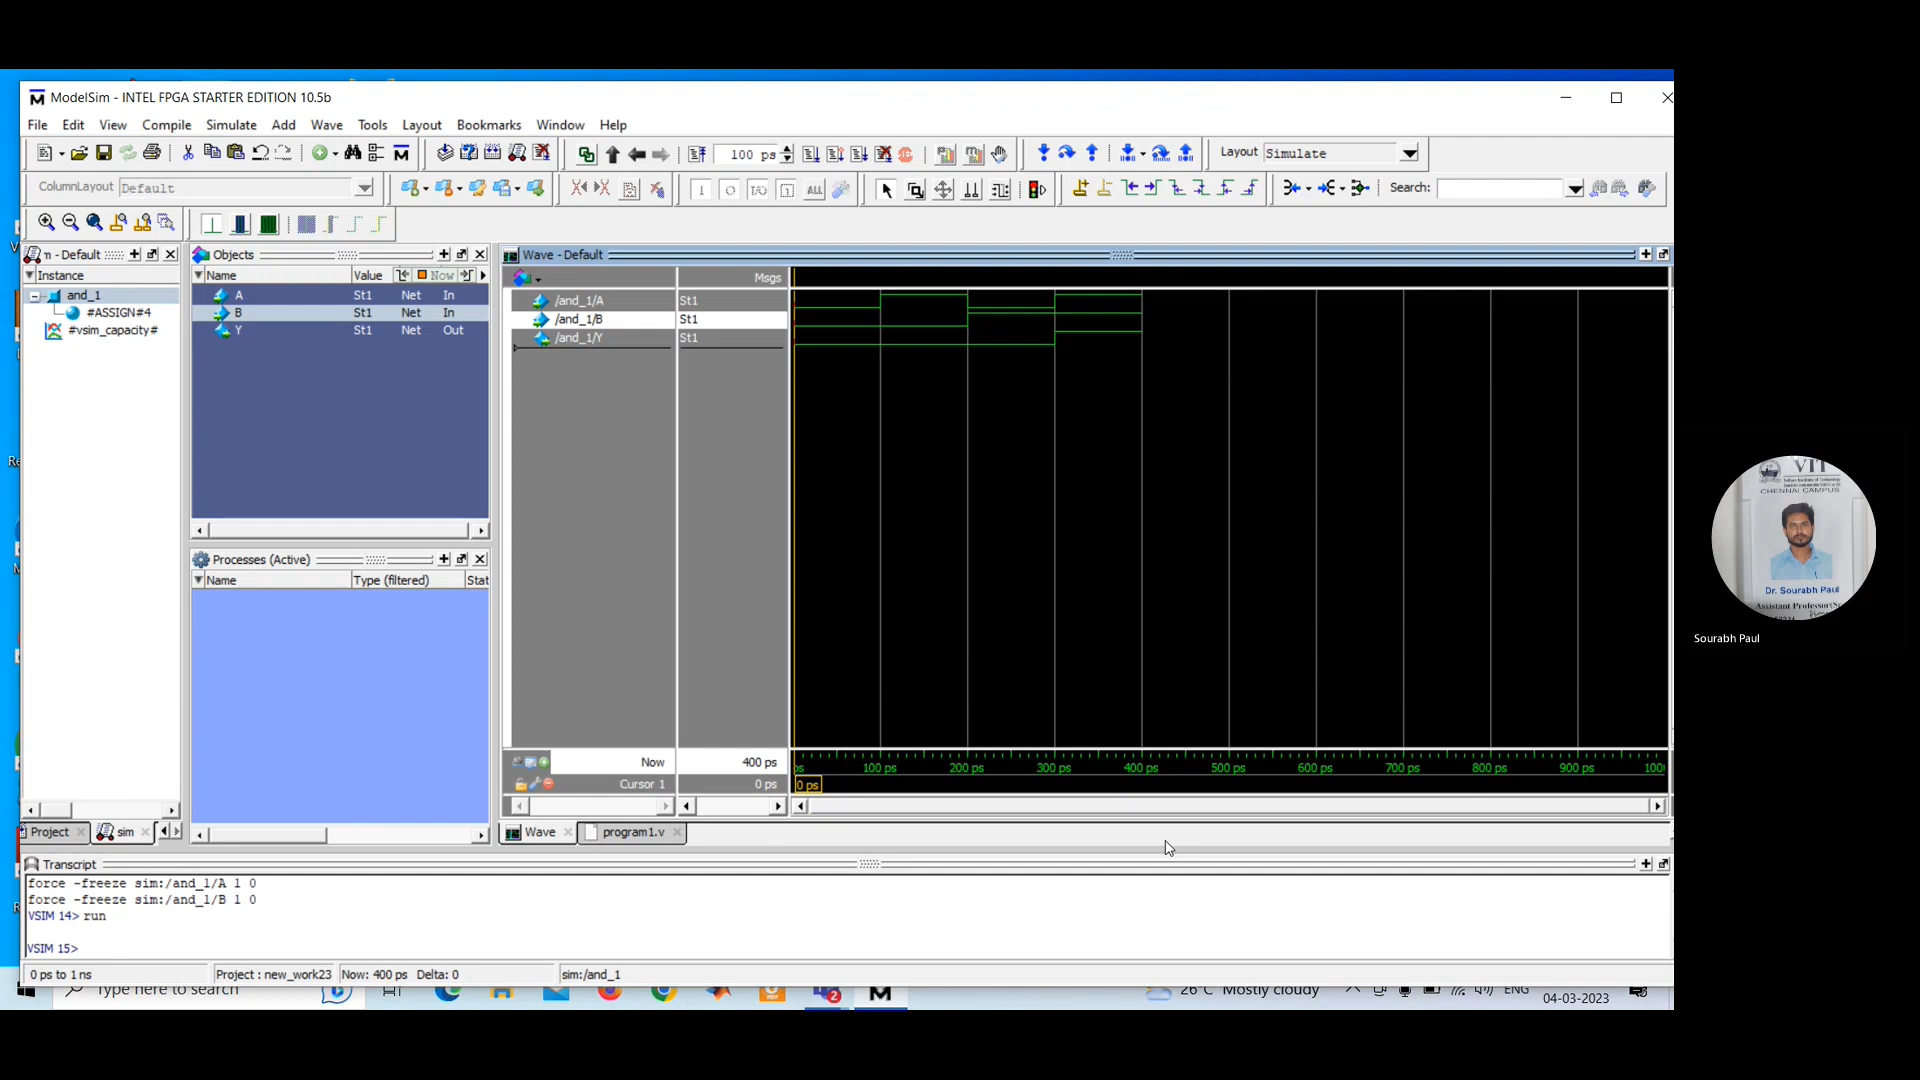 ModelSim - INTEL FPGA STARTER EDITION 10.5b
File Edit View Compile Simulate Add Wave Tools Layout Bookmarks Window Help
100 ps
Layout Simulate
ColumnLayout Default
ALL
Search:
- Default
Objects
Wave - Default
Instance
Name Value Now
Msgs
and_1
#ASSIGN#4
#vsim_capacity#
A St1 Net In
B St1 Net In
Y St1 Net Out
/and_1/A St1
/and_1/B St1
/and_1/Y St1
Processes (Active)
Name Type (filtered) Stat
Now 400 ps
Cursor 1 0 ps
ps 100 ps 200 ps 300 ps 400 ps 500 ps 600 ps 700 ps 800 ps 900 ps 100
0 ps
Project sim
Wave program1.v
Transcript
force -freeze sim:/and_1/A 1 0
force -freeze sim:/and_1/B 1 0
VSIM 14> run
VSIM 15>
0 ps to 1 ns Project : new_work23 Now: 400 ps Delta: 0 sim:/and_1
Type here to search
2
26°C Mostly cloudy
ENG
04-03-2023
VIT
CHENNAI CAMPUS
Dr. Sourabh Paul
Assistant Professor(S
Sourabh Paul